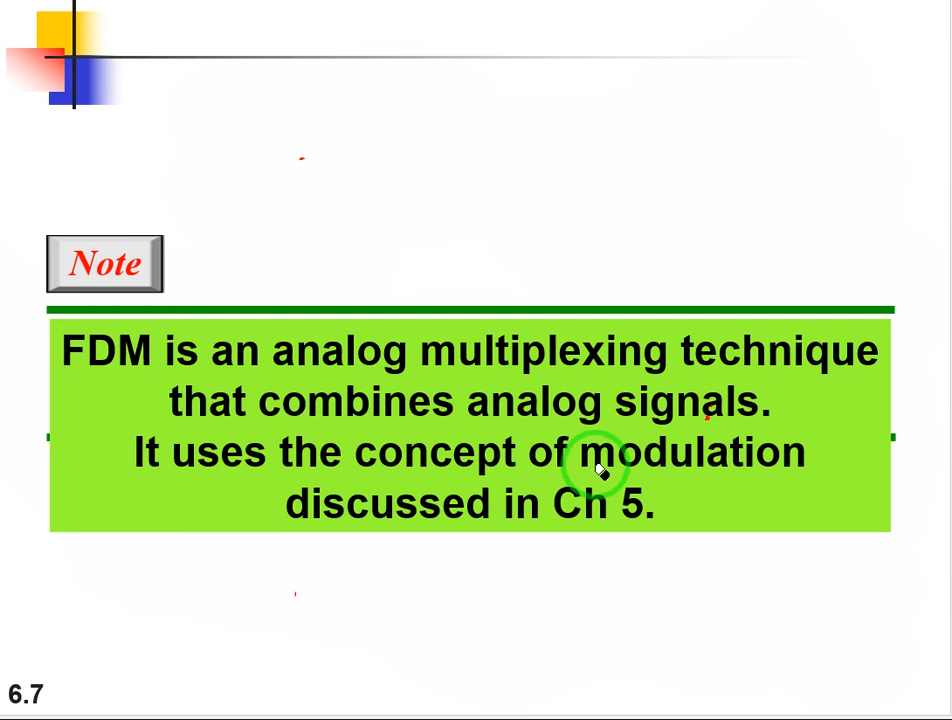 Note
FDM is an analog multiplexing technique
that combines analog signals.
It uses the concept of modulation
discussed in Ch 5.
6.7